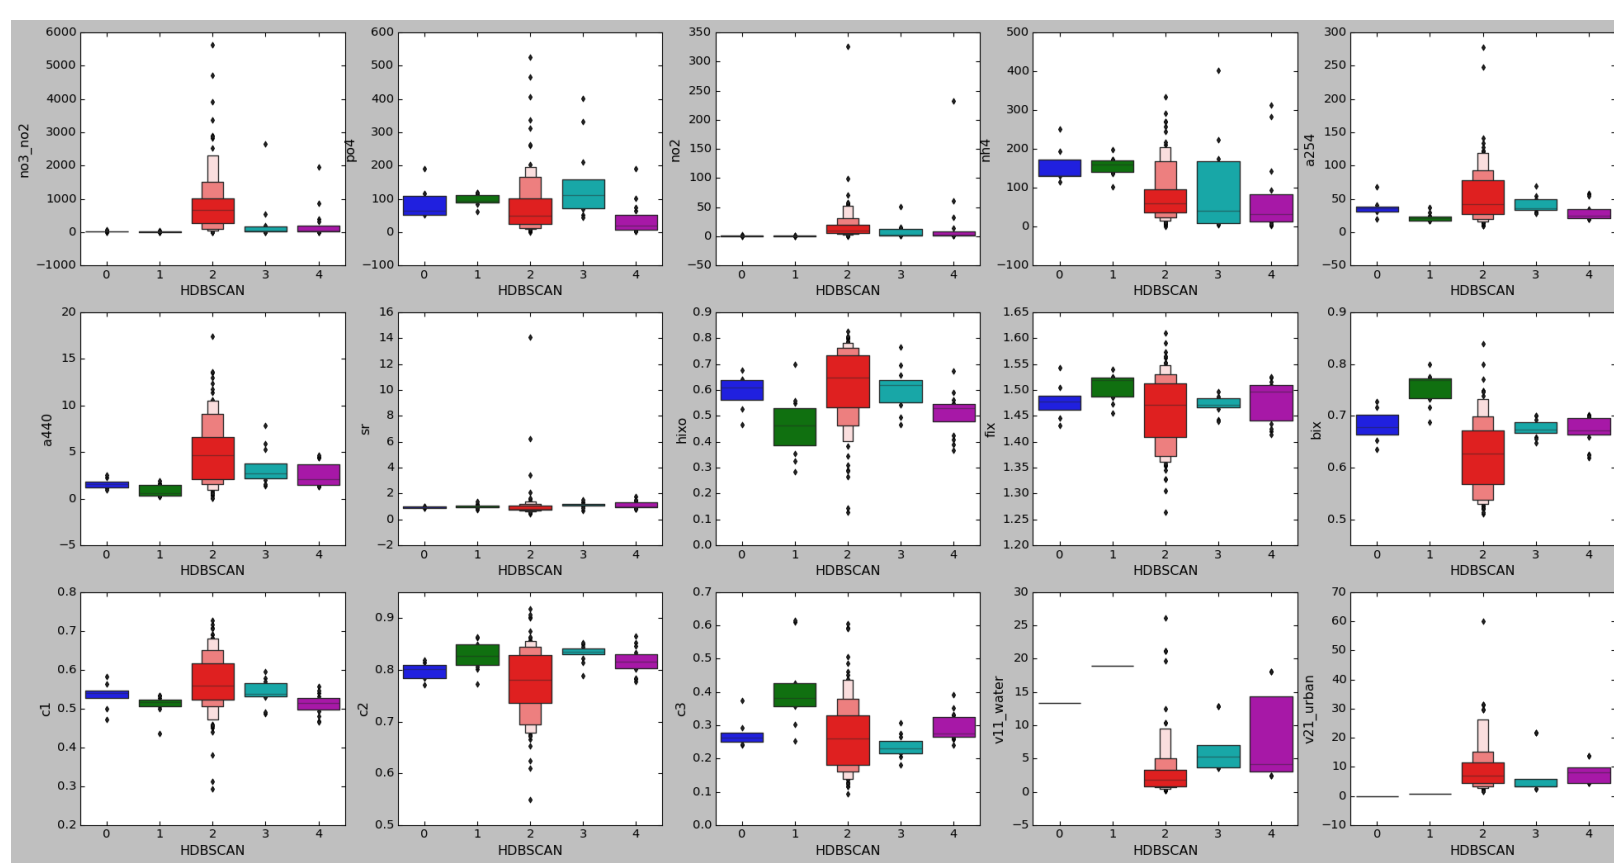 no3_no2
6000
5000
4000
3000
2000
1000
0
−1000
0 1 2 3 4
HDBSCAN
po4
600
500
400
300
200
100
0
−100
0 1 2 3 4
HDBSCAN
no2
350
300
250
200
150
100
50
0
−50
0 1 2 3 4
HDBSCAN
nh4
500
400
300
200
100
0
−100
0 1 2 3 4
HDBSCAN
a254
300
250
200
150
100
50
0
−50
0 1 2 3 4
HDBSCAN
a440
20
15
10
5
0
−5
0 1 2 3 4
HDBSCAN
sr
16
14
12
10
8
6
4
2
0
−2
0 1 2 3 4
HDBSCAN
hixo
0.9
0.8
0.7
0.6
0.5
0.4
0.3
0.2
0.1
0.0
0 1 2 3 4
HDBSCAN
fix
1.65
1.60
1.55
1.50
1.45
1.40
1.35
1.30
1.25
1.20
0 1 2 3 4
HDBSCAN
bix
0.9
0.8
0.7
0.6
0.5
0 1 2 3 4
HDBSCAN
c1
0.8
0.7
0.6
0.5
0.4
0.3
0.2
0 1 2 3 4
HDBSCAN
c2
0.9
0.8
0.7
0.6
0.5
0 1 2 3 4
HDBSCAN
c3
0.7
0.6
0.5
0.4
0.3
0.2
0.1
0.0
0 1 2 3 4
HDBSCAN
v11_water
30
25
20
15
10
5
0
−5
0 1 2 3 4
HDBSCAN
v21_urban
70
60
50
40
30
20
10
0
−10
0 1 2 3 4
HDBSCAN